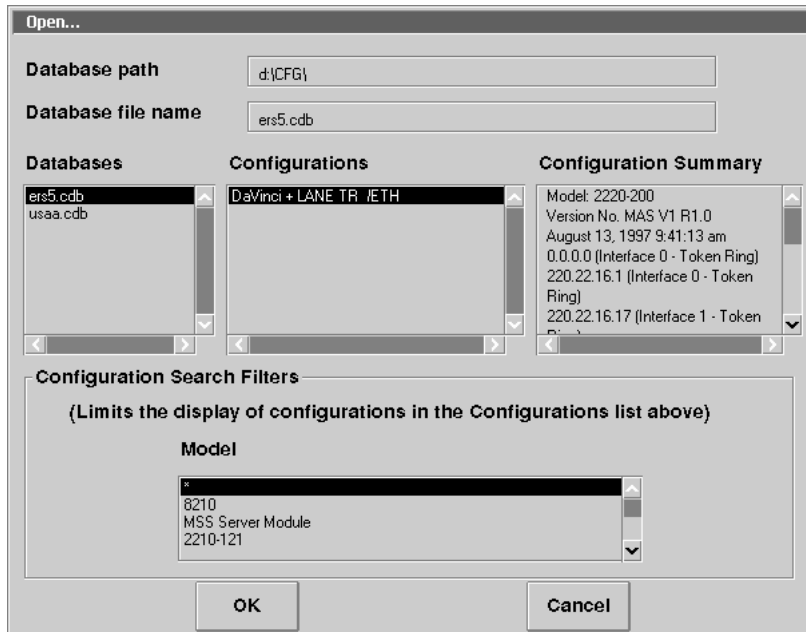 Open...
Database path
d:\CFG\
Database file name
ers5.cdb
Databases
ers5.cdb
usaa.cdb
Configurations
DaVinci + LANE TR /ETH
Configuration Summary
Model: 2220-200
Version No. MAS V1 R1.0
August 13, 1997 9:41:13 am
0.0.0.0 (Interface 0 - Token Ring)
220.22.16.1 (Interface 0 - Token
Ring)
220.22.16.17 (Interface 1 - Token
Configuration Search Filters
(Limits the display of configurations in the Configurations list above)
Model
*
8210
MSS Server Module
2210-121
OK
Cancel